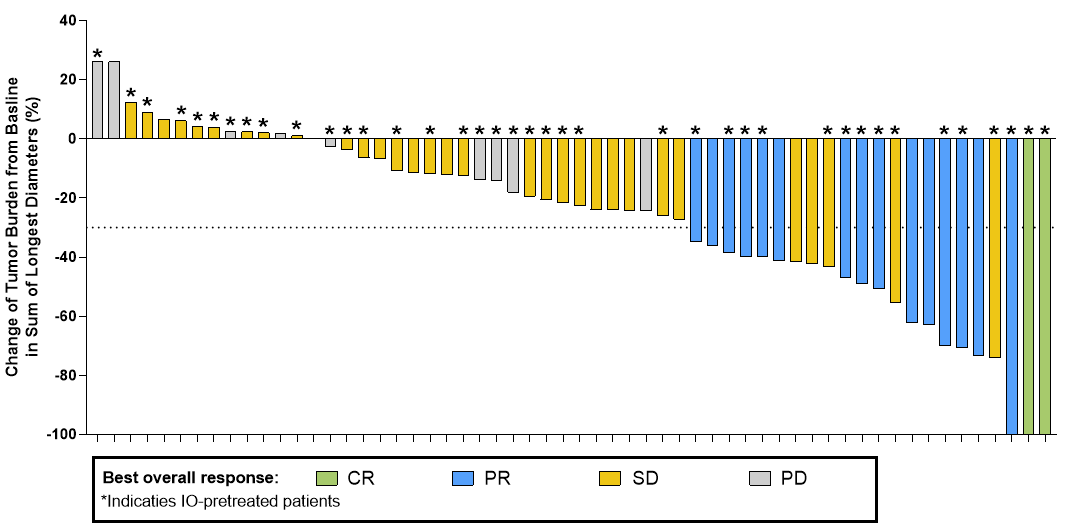 Change of Tumor Burden from Basline
in Sum of Longest Diameters (%)
40
20
0
-20
-40
-60
-80
-100
* * * * * * * * * * *
* * * * * * * * * * * * * * * * * * * * * * * * * * * * *
Best overall response: CR PR SD PD
*Indicaties IO-pretreated patients